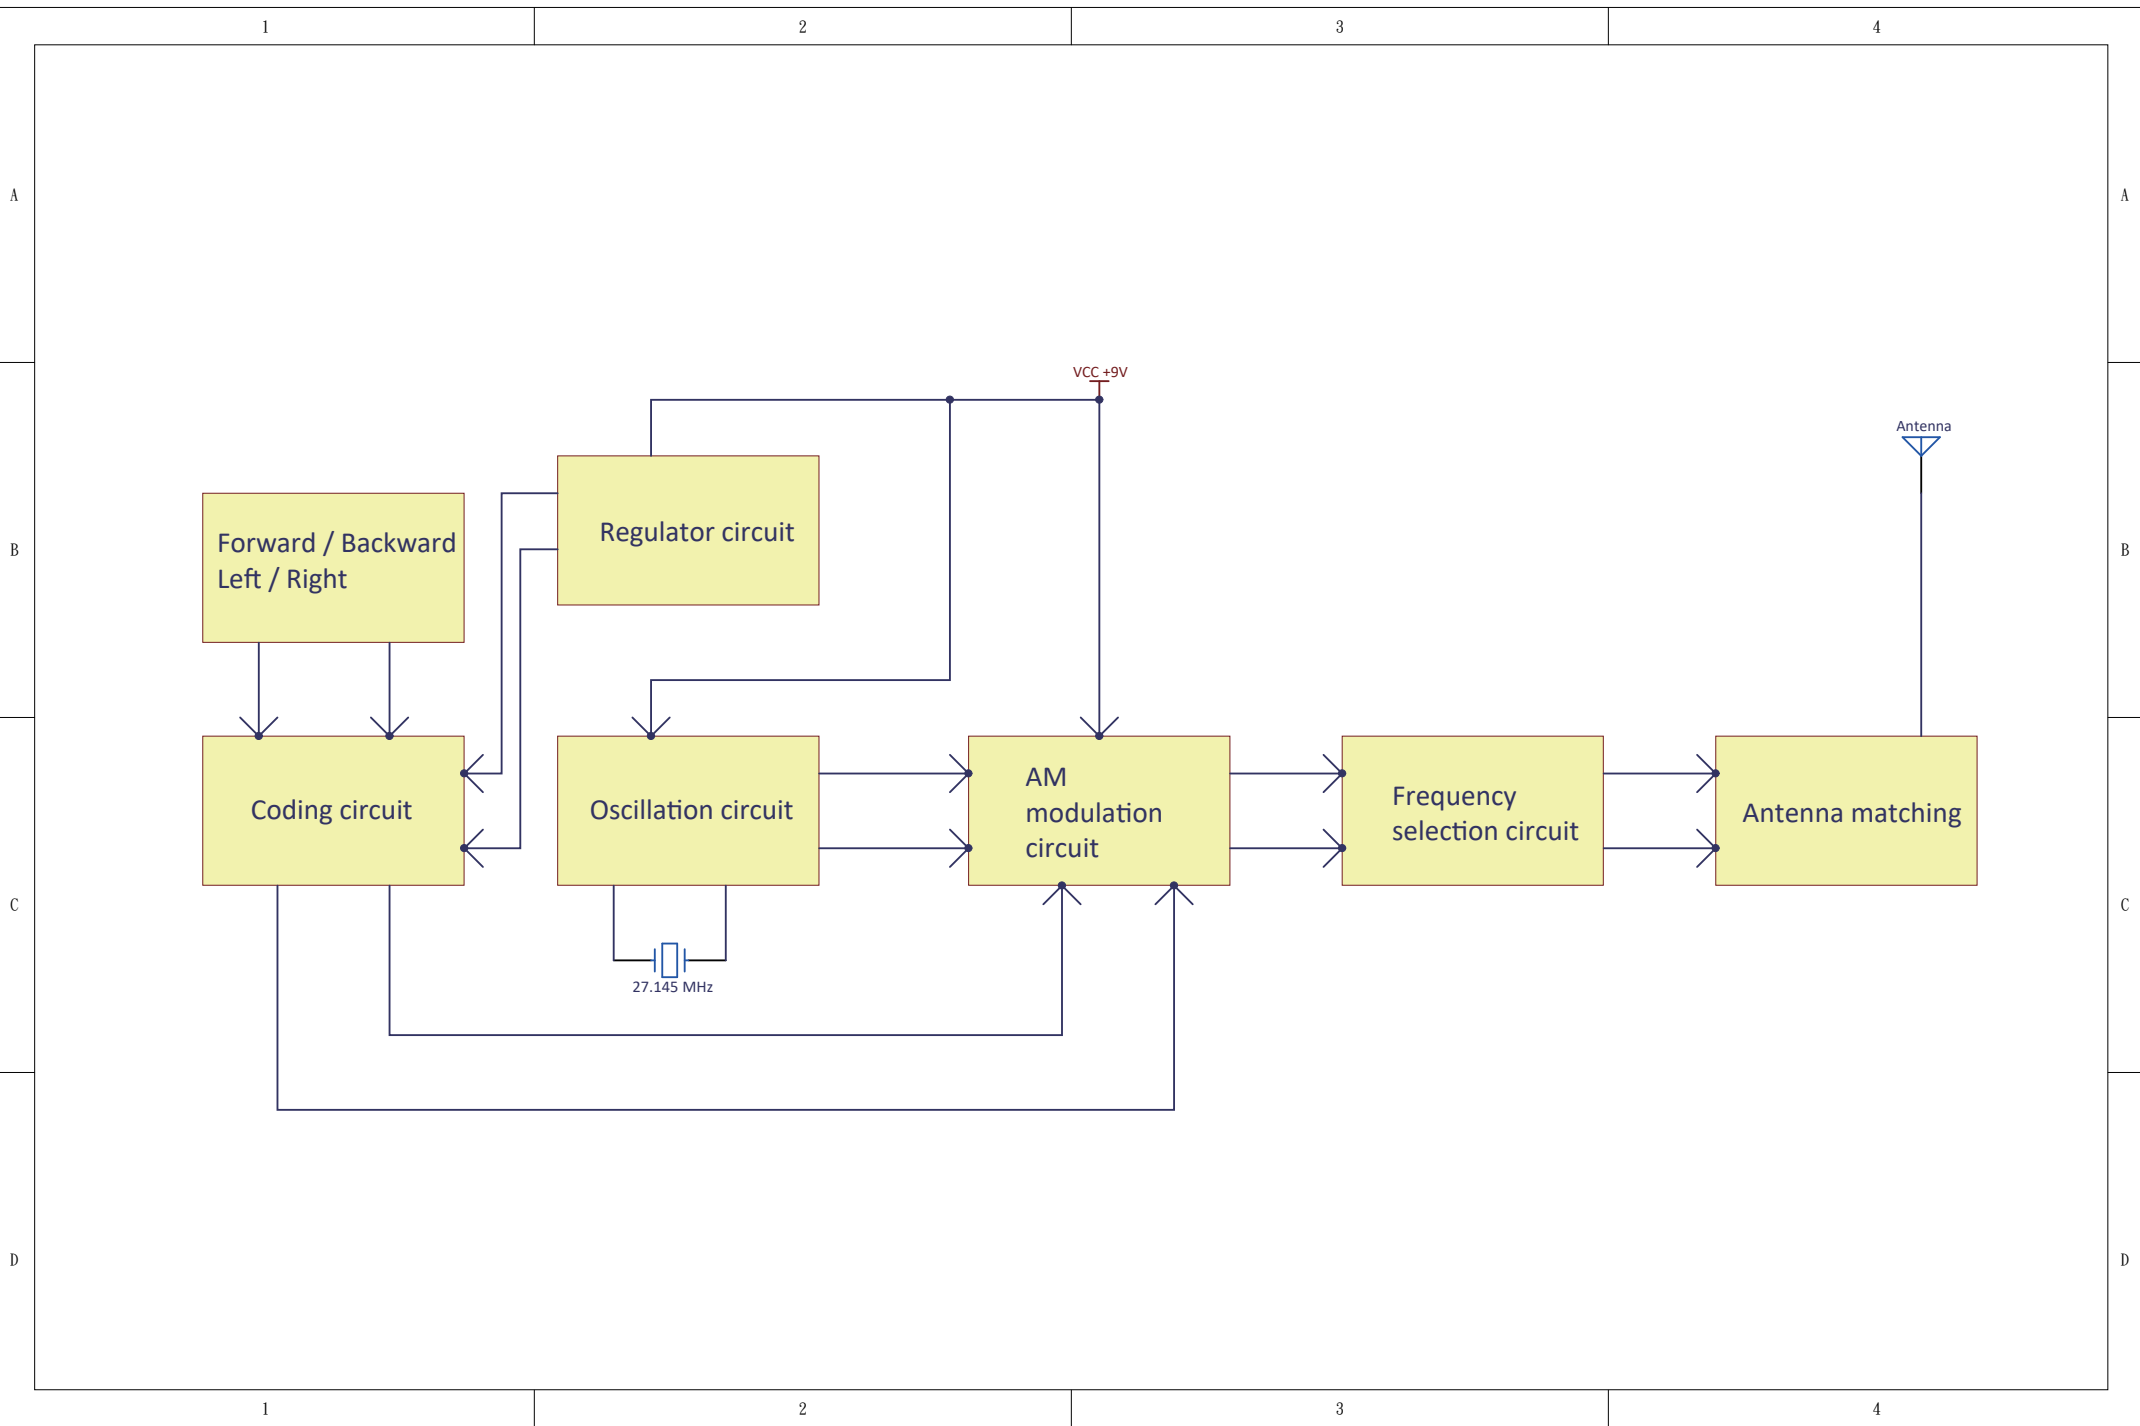 1 2 3 4
A A
VCC +9V
Antenna
Regulator circuit
Forward / Backward
Left / Right
B B
Coding circuit
Oscillation circuit
AM
modulation
circuit
Frequency
selection circuit
Antenna matching
C C
27.145 MHz
D D
1 2 3 4